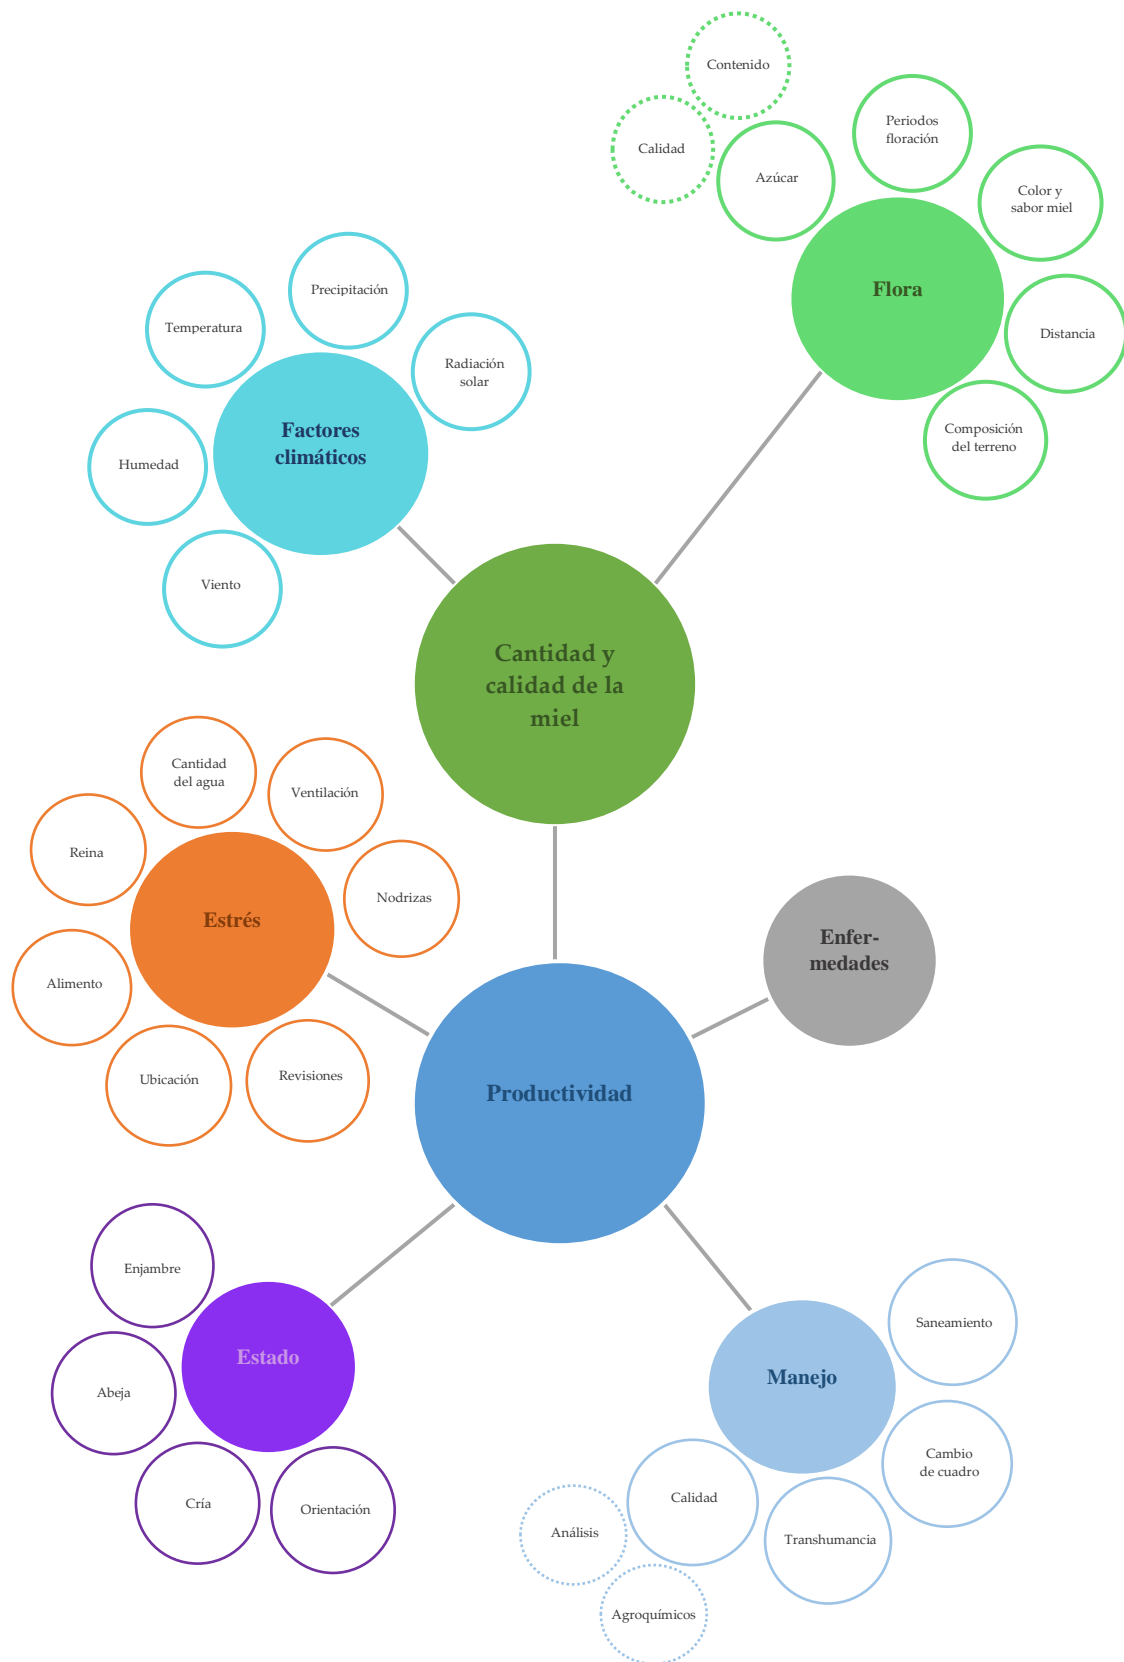 Contenido
Calidad
Azúcar
Periodos
floración
Color y
sabor miel
Flora
Distancia
Composición
del terreno
Precipitación
Temperatura
Radiación
solar
Factores
climáticos
Humedad
Viento
Cantidad y
calidad de la
miel
Cantidad
del agua
Ventilación
Reina
Nodrizas
Estrés
Alimento
Ubicación
Revisiones
Enfer-
medades
Productividad
Enjambre
Estado
Abeja
Cría
Orientación
Saneamiento
Manejo
Cambio
de cuadro
Calidad
Transhumancia
Análisis
Agroquímicos